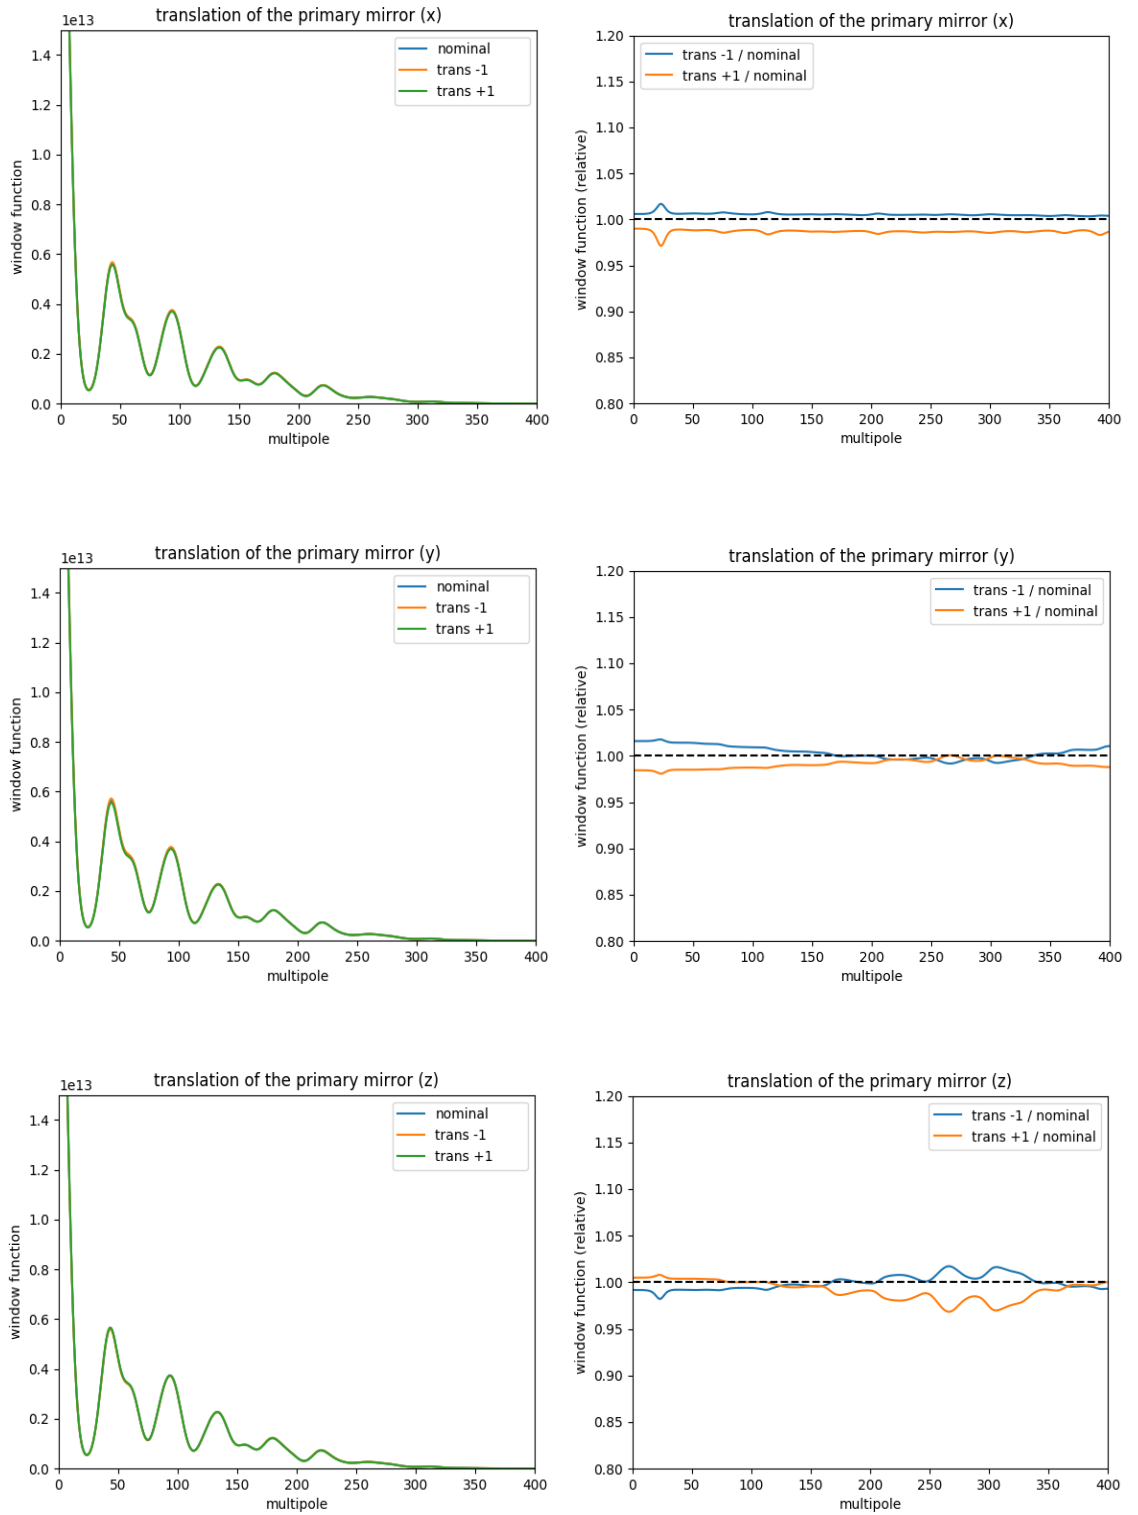 translation of the primary mirror (x)
1e13
window function
1.4
1.2
1.0
0.8
0.6
0.4
0.2
0.0
nominal
trans -1
trans +1
0 50 100 150 200 250 300 350 400
multipole
translation of the primary mirror (x)
window function (relative)
1.20
1.15
1.10
1.05
1.00
0.95
0.90
0.85
0.80
trans -1 / nominal
trans +1 / nominal
0 50 100 150 200 250 300 350 400
multipole
translation of the primary mirror (y)
1e13
window function
1.4
1.2
1.0
0.8
0.6
0.4
0.2
0.0
nominal
trans -1
trans +1
0 50 100 150 200 250 300 350 400
multipole
translation of the primary mirror (y)
window function (relative)
1.20
1.15
1.10
1.05
1.00
0.95
0.90
0.85
0.80
trans -1 / nominal
trans +1 / nominal
0 50 100 150 200 250 300 350 400
multipole
translation of the primary mirror (z)
1e13
window function
1.4
1.2
1.0
0.8
0.6
0.4
0.2
0.0
nominal
trans -1
trans +1
0 50 100 150 200 250 300 350 400
multipole
translation of the primary mirror (z)
window function (relative)
1.20
1.15
1.10
1.05
1.00
0.95
0.90
0.85
0.80
trans -1 / nominal
trans +1 / nominal
0 50 100 150 200 250 300 350 400
multipole